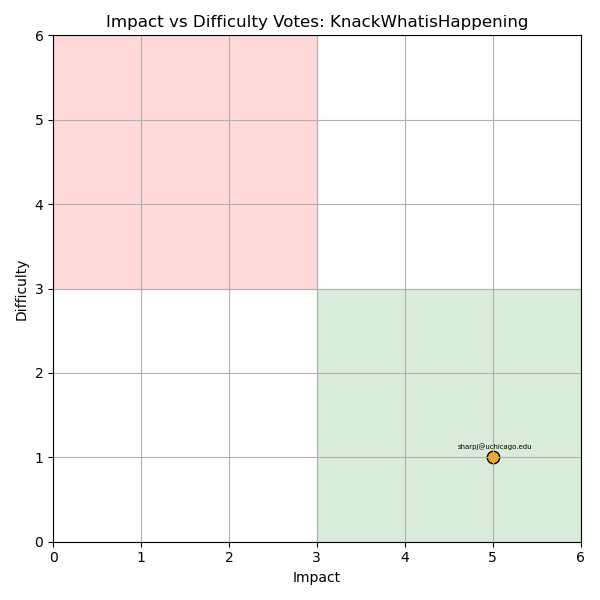 Impact vs Difficulty Votes: KnackWhatisHappening
6
5
4
3
2
1
0
Difficulty
sharpj@uchicago.edu
0 1 2 3 4 5 6
Impact